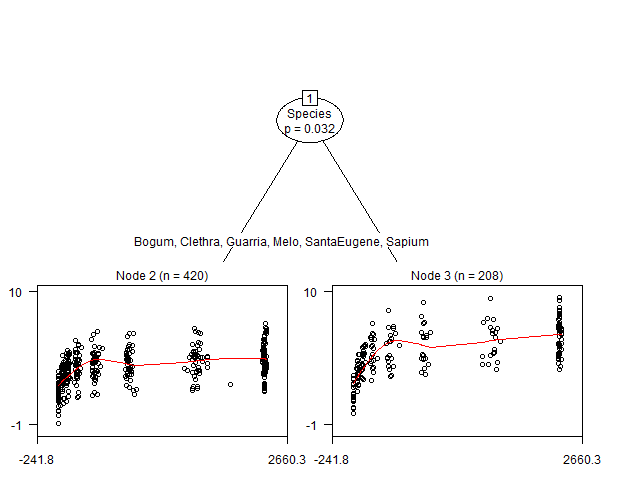 1
Species
p = 0.032
Bogum, Clethra, Guarria, Melo, SantaEugene, Sapium
Node 2 (n = 420)
Node 3 (n = 208)
10
-1
-241.8
2660.3
10
-1
-241.8
2660.3